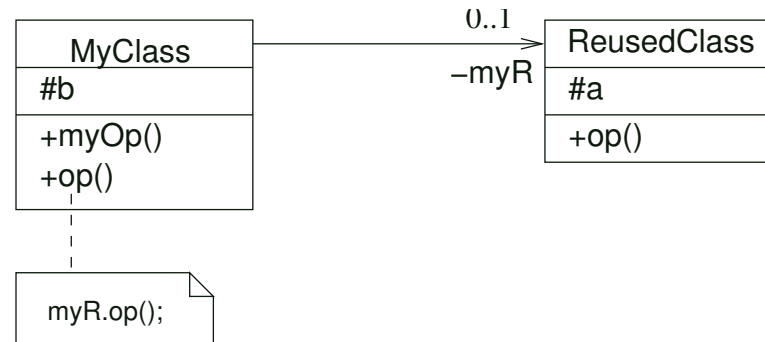 MyClass
#b
+myOp()
+op()
myR.op();
0..1
–myR
ReusedClass
#a
+op()